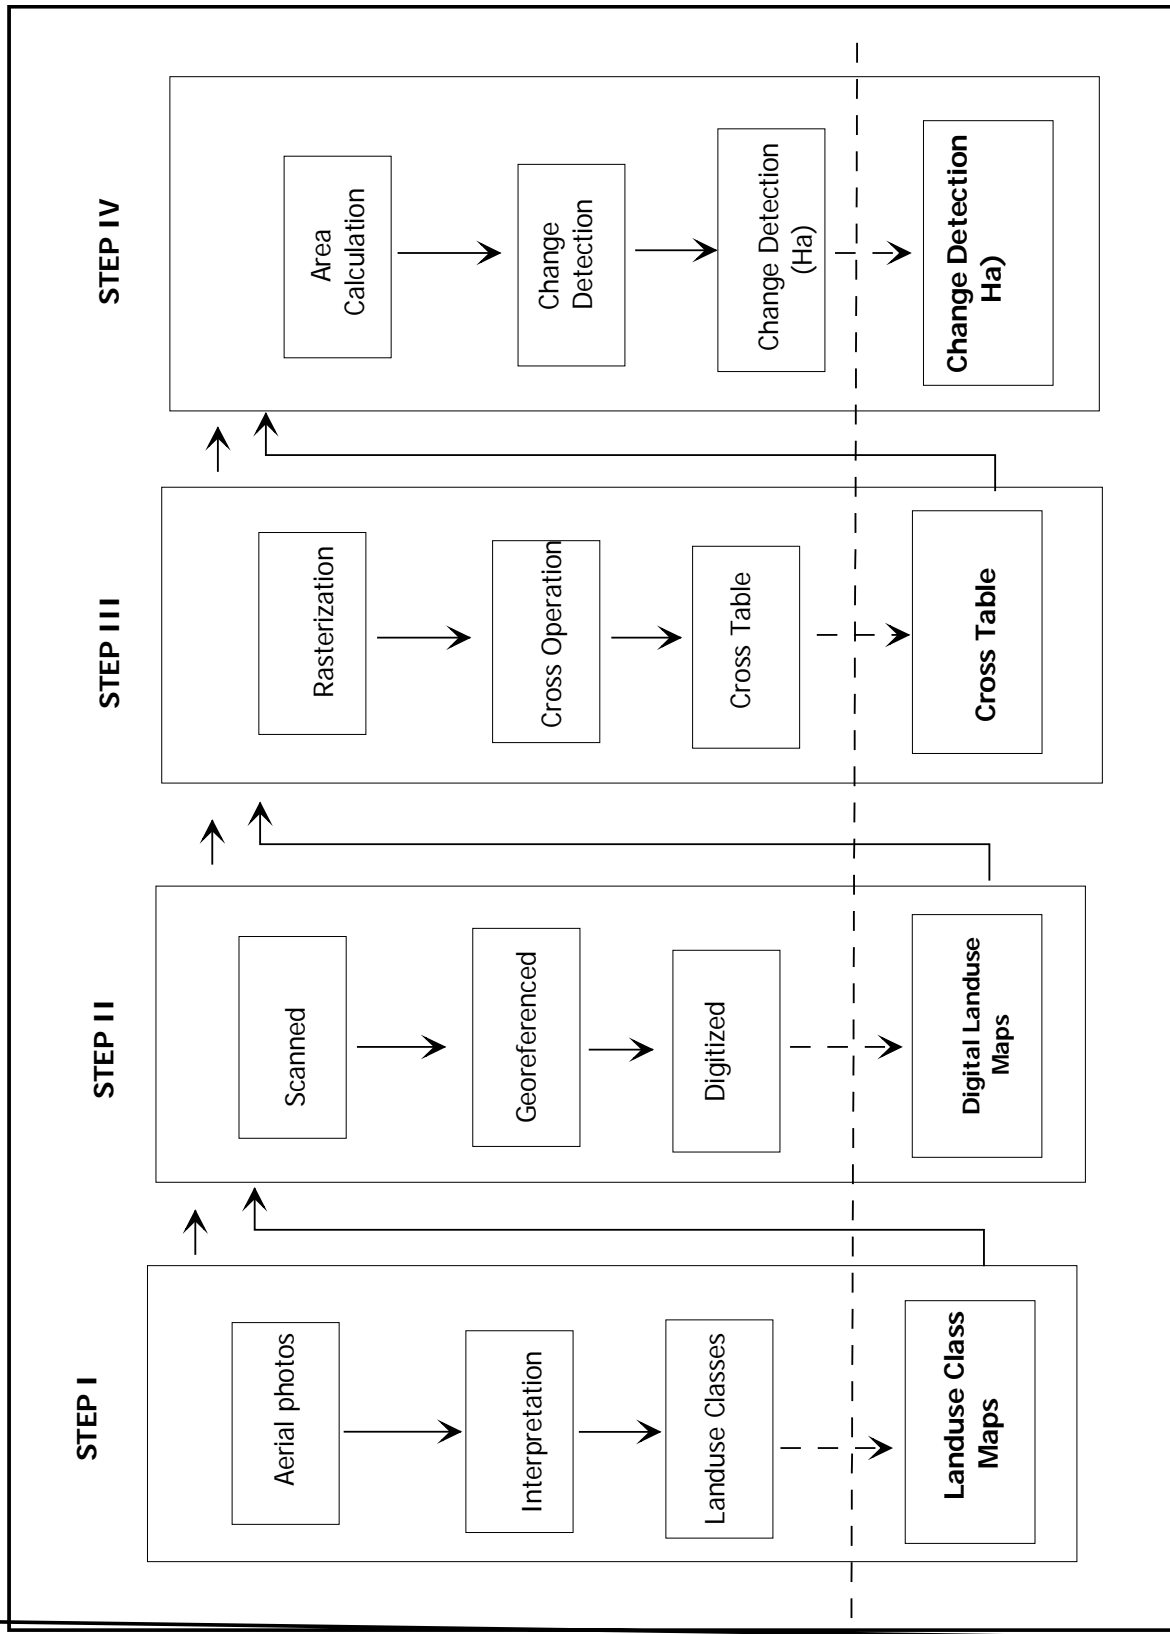 STEP I
Aerial photos
Interpretation
Landuse Classes
Landuse Class
Maps
STEP II
Scanned
Georeferenced
Digitized
Digital Landuse
Maps
STEP III
Rasterization
Cross Operation
Cross Table
Cross Table
STEP IV
Area
Calculation
Change
Detection
Change Detection
(Ha)
Change Detection
Ha)